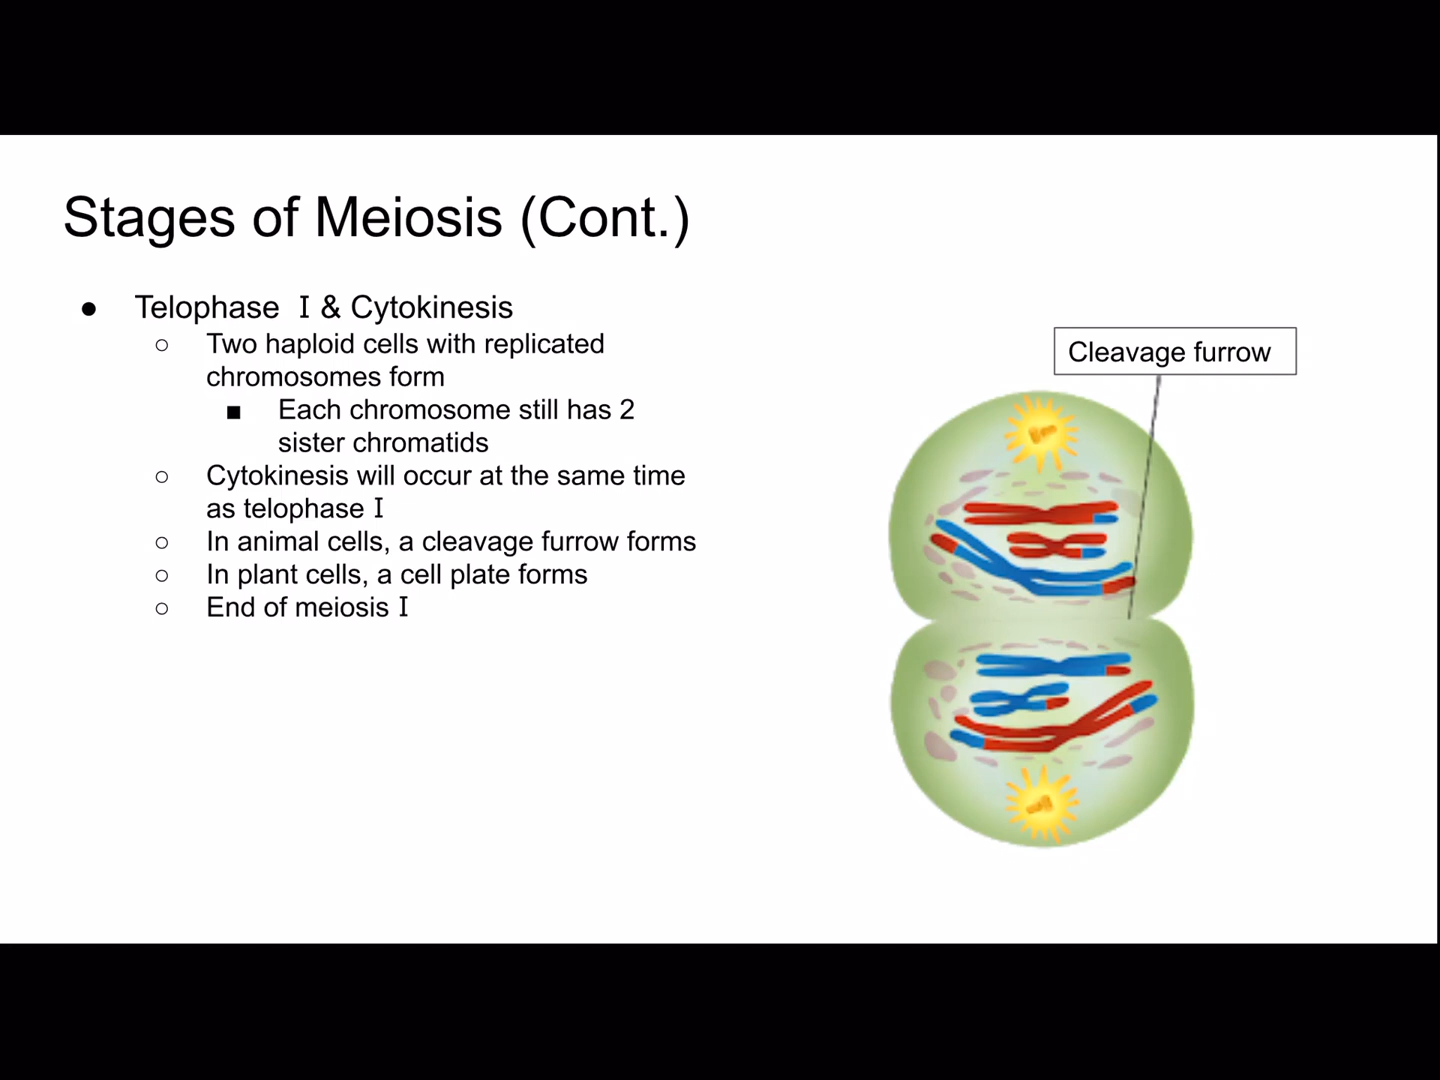 Stages of Meiosis (Cont.)
● Telophase I & Cytokinesis
○ Two haploid cells with replicated
chromosomes form
■ Each chromosome still has 2
sister chromatids
○ Cytokinesis will occur at the same time
as telophase I
○ In animal cells, a cleavage furrow forms
○ In plant cells, a cell plate forms
○ End of meiosis I
Cleavage furrow